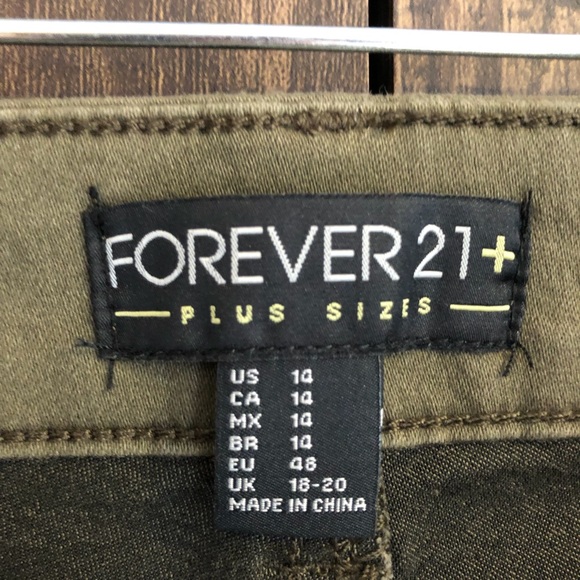 FOREVER 21+
PLUS SIZES
US 14
CA 14
MX 14
BR 14
EU 48
UK 18-20
MADE IN CHINA